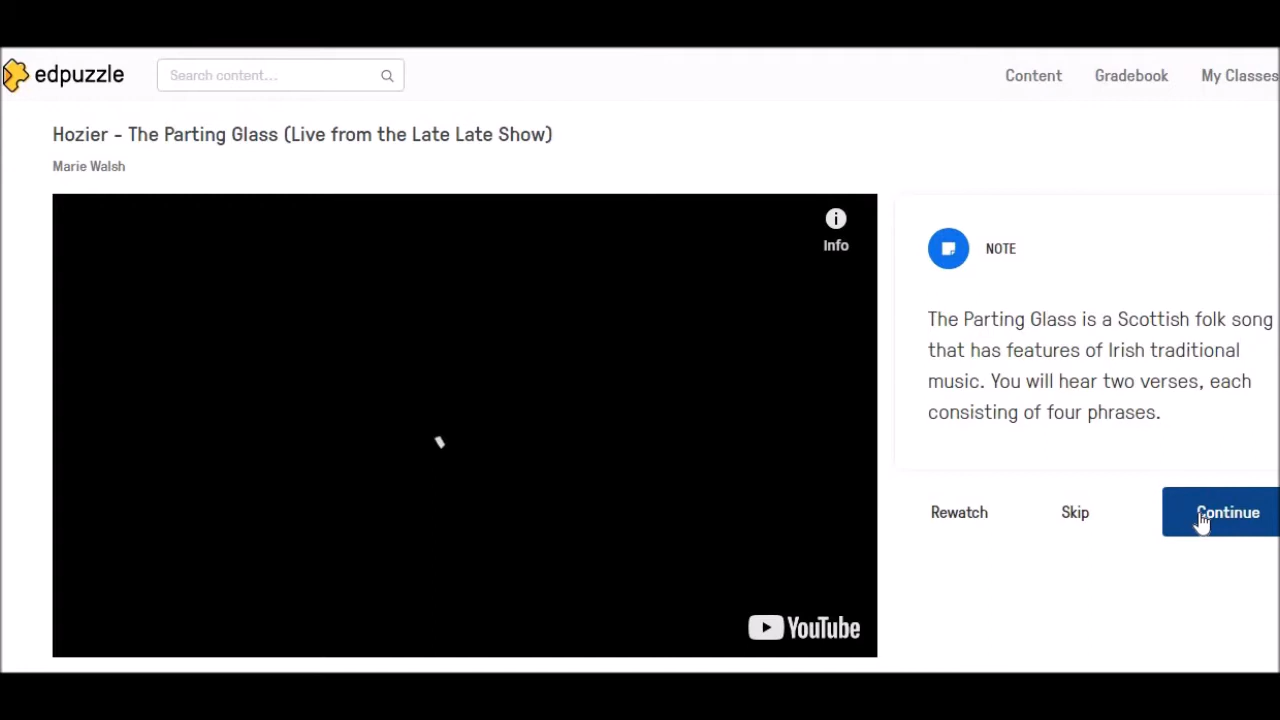 edpuzzle
Search content...
Content
Gradebook
My Classes
Hozier - The Parting Glass (Live from the Late Late Show)
Marie Walsh
Info
NOTE
The Parting Glass is a Scottish folk song
that has features of Irish traditional
music. You will hear two verses, each
consisting of four phrases.
Rewatch
Skip
Continue
YouTube